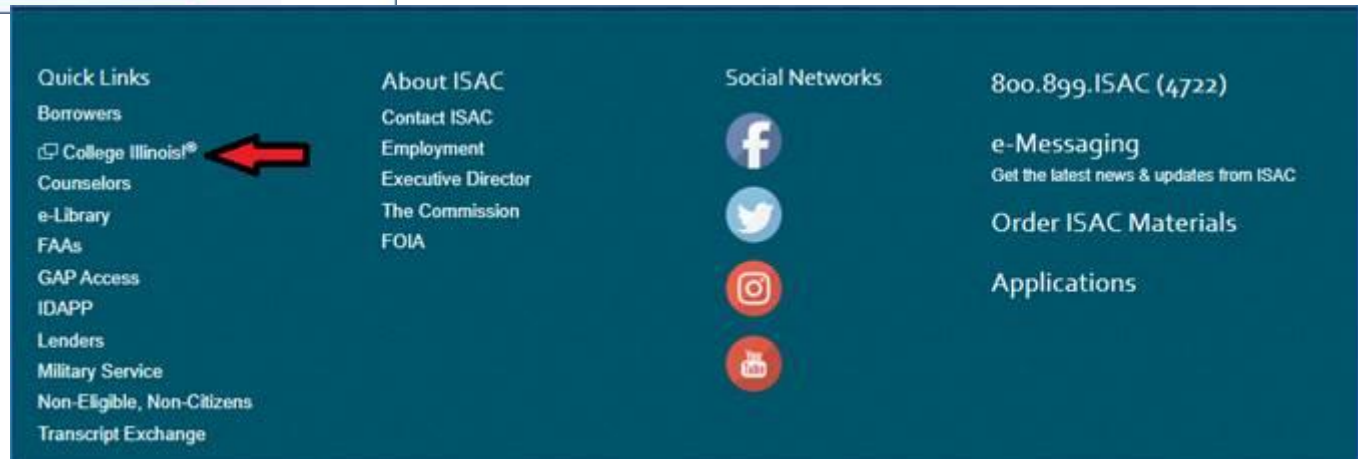 Quick Links
Borrowers
College Illinois!®
Counselors
e-Library
FAAs
GAP Access
IDAPP
Lenders
Military Service
Non-Eligible, Non-Citizens
Transcript Exchange
About ISAC
Contact ISAC
Employment
Executive Director
The Commission
FOIA
Social Networks
You
Tube
800.899.ISAC (4722)
e-Messaging
Get the latest news & updates from ISAC
Order ISAC Materials
Applications